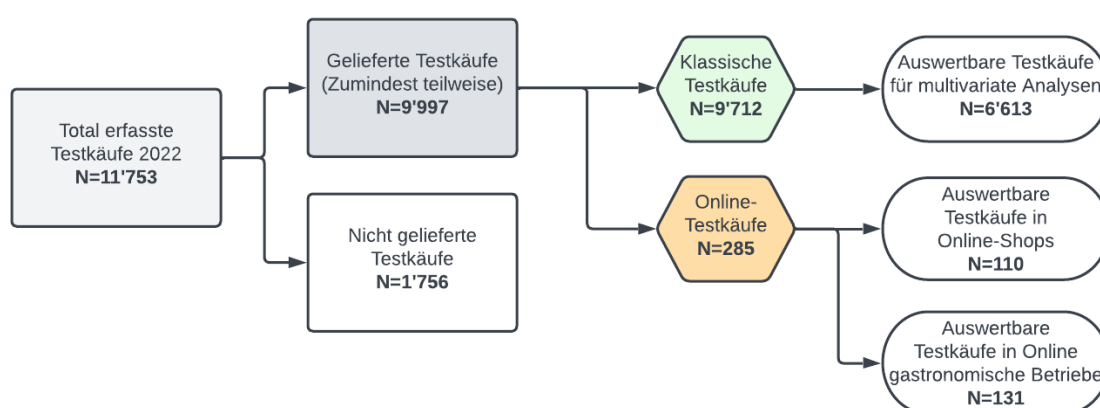 Total erfasste
Testkäufe 2022
N=11'753
Gelieferte Testkäufe
(Zumindest teilweise)
N=9'997
Nicht gelieferte
Testkäufe
N=1'756
Klassische
Testkäufe
N=9'712
Online-
Testkäufe
N=285
Auswertbare Testkäufe
für multivariate Analysen
N=6'613
Auswertbare
Testkäufe in
Online-Shops
N=110
Auswertbare
Testkäufe in Online
gastronomische Betriebe
N=131